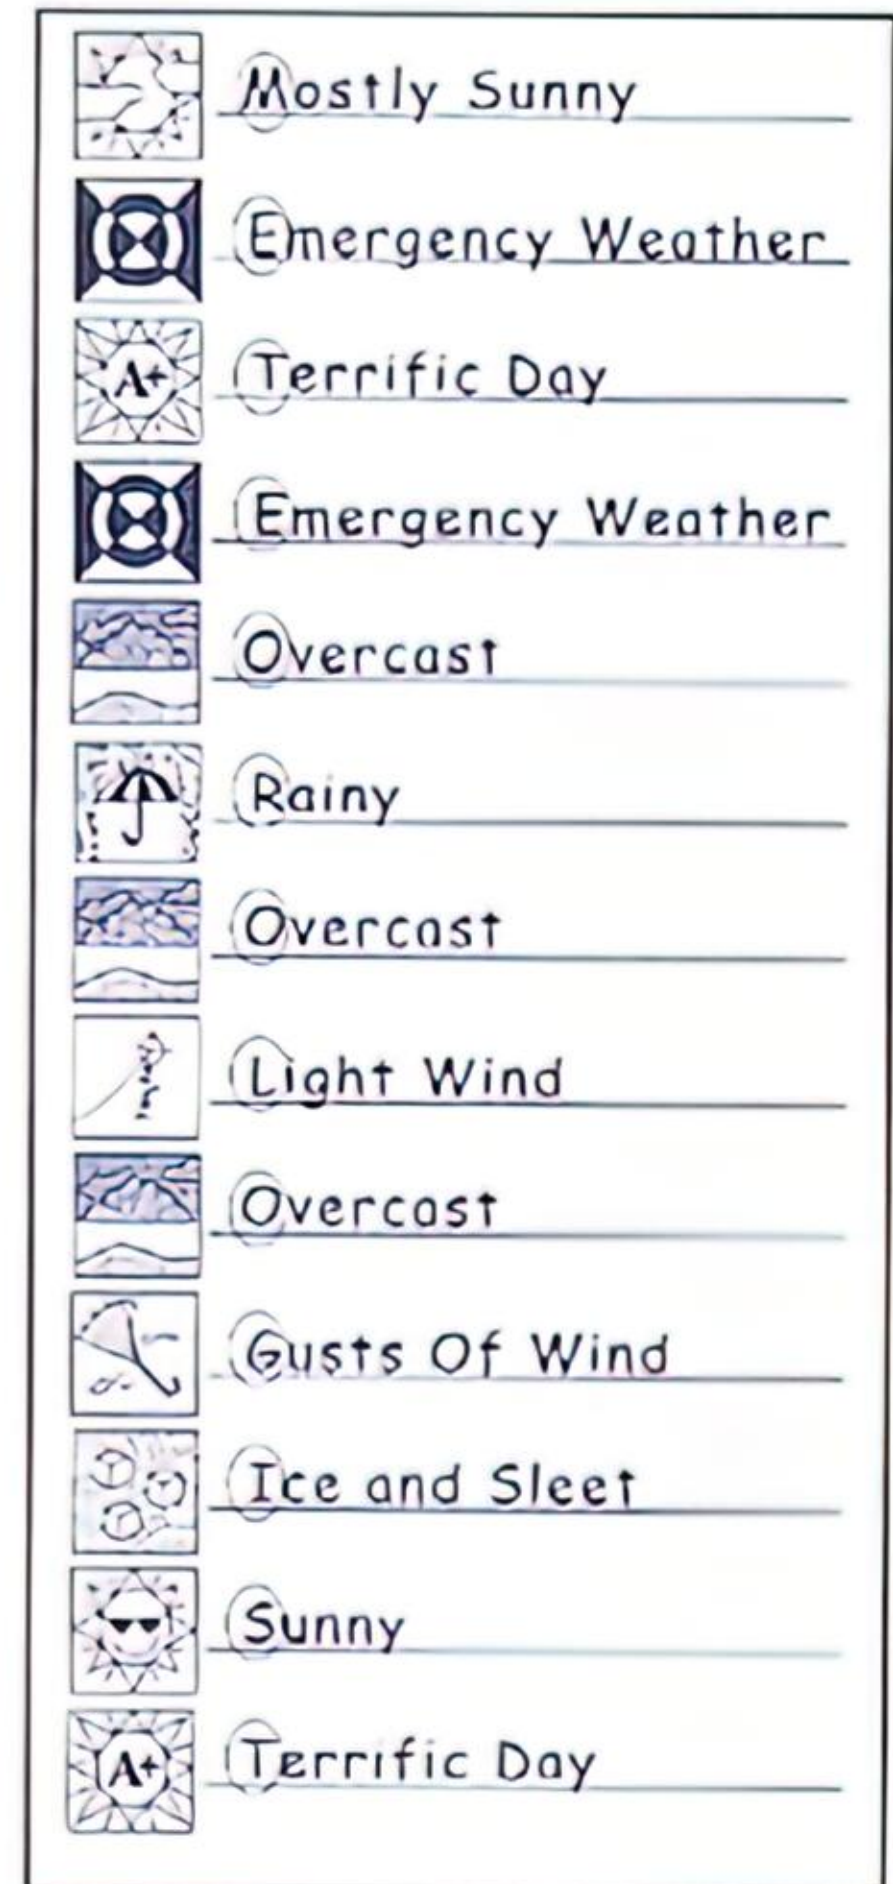 Mostly Sunny
Emergency Weather
A+ Terrific Day
Emergency Weather
Overcast
Rainy
Overcast
Light Wind
Overcast
Gusts Of Wind
Ice and Sleet
Sunny
A+ Terrific Day